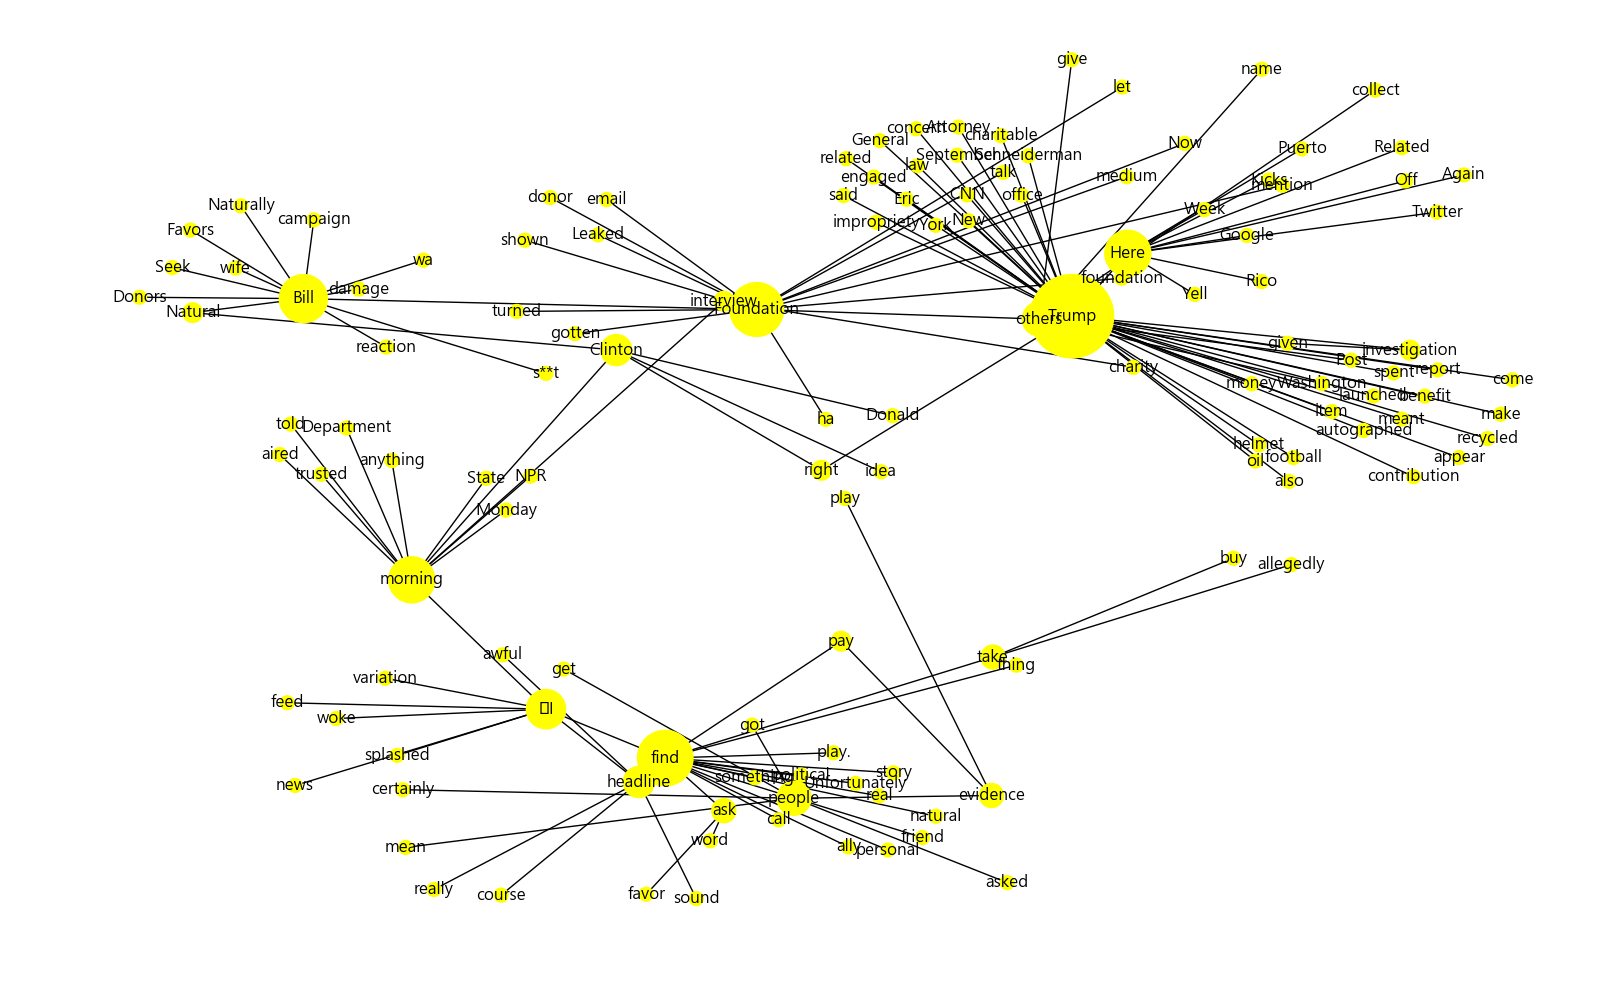 give
name
let
collect
concern
Attorney
charitable
General
Now
Puerto
Related
related
September
Schneiderman
law
talk
engaged
medium
Kicks
mention
Off
Again
said
Eric
CNN
office
donor
email
Naturally
campaign
Favors
impropriety
York
New
Week
Twitter
shown
Leaked
Google
Here
Seek
wife
wa
damage
foundation
Rico
Donors
Bill
Natural
interview
Foundation
turned
others
Trump
Yell
gotten
Clinton
reaction
given
investigation
Post
charity
s**t
spent
report
come
money
Washington
launched
benefit
ha
Donald
item
meant
make
told
Department
autographed
recycled
aired
anything
helmet
trusted
State
NPR
right
idea
oil
football
appear
also
contribution
Monday
play
morning
buy
allegedly
awful
pay
get
take
thing
variation
feed
woke
I
got
splashed
find
play.
news
headline
something
political
Unfortunately
story
certainly
people
real
evidence
ask
call
natural
mean
word
ally
personal
friend
really
course
favor
sound
asked